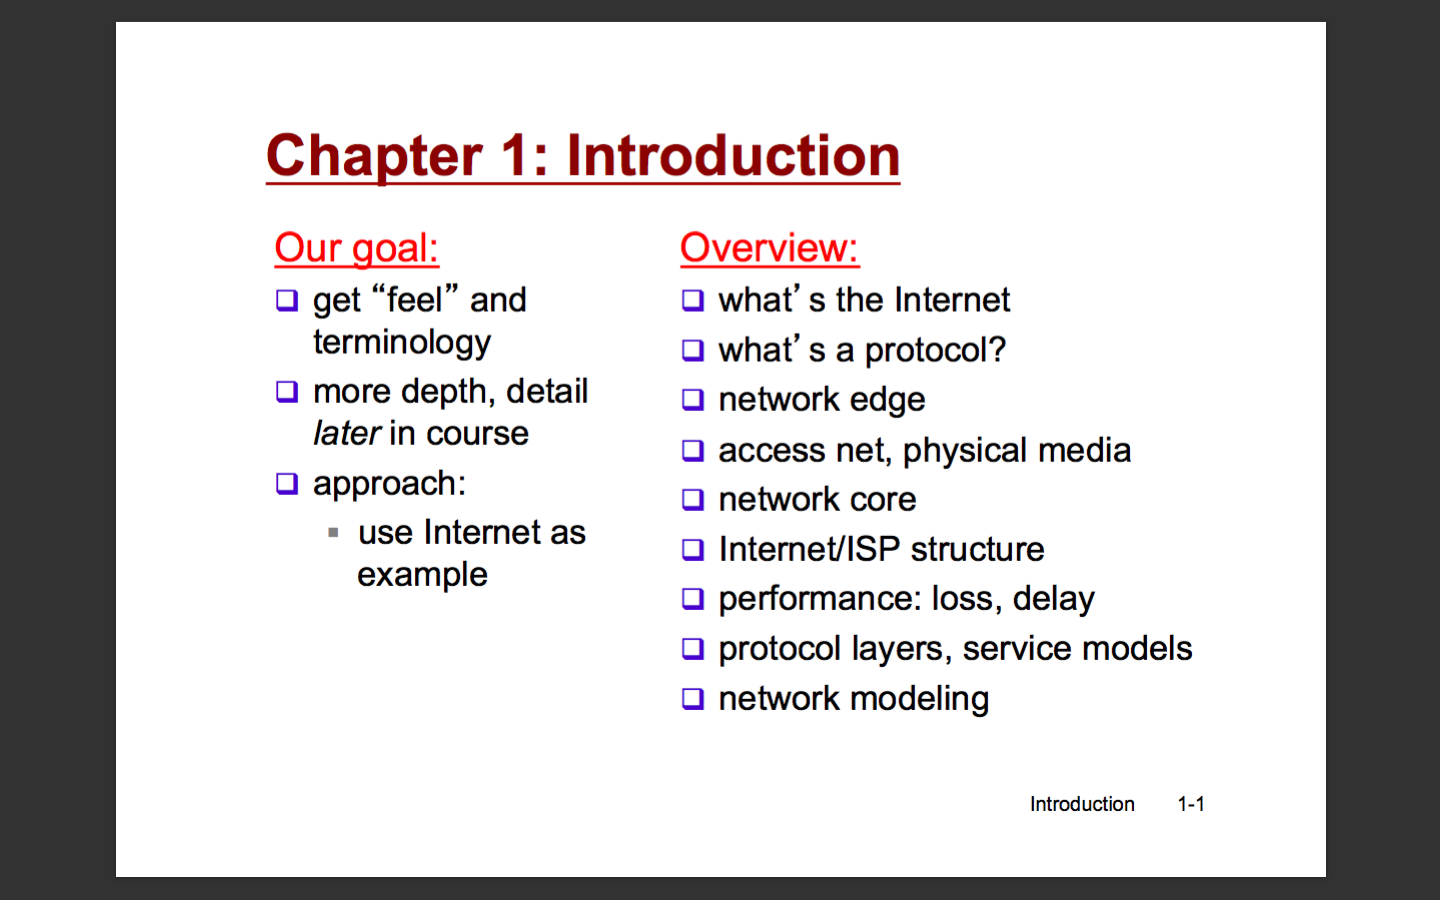 Chapter 1: Introduction
Our goal:
get “feel” and
terminology
more depth, detail
later in course
approach:
use Internet as
example
Overview:
what’s the Internet
what’s a protocol?
network edge
access net, physical media
network core
Internet/ISP structure
performance: loss, delay
protocol layers, service models
network modeling
Introduction 1-1